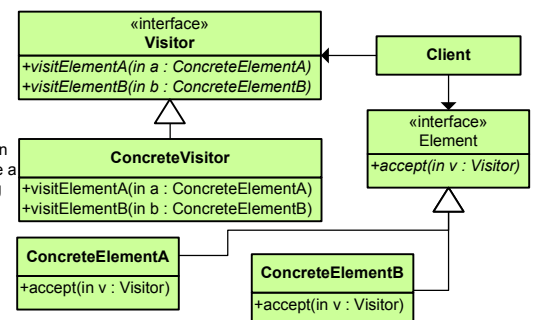 «interface»
Visitor
+visitElementA(in a : ConcreteElementA)
+visitElementB(in b : ConcreteElementB)
Client
«interface»
Element
+accept(in v : Visitor)
n
e a
ConcreteVisitor
+visitElementA(in a : ConcreteElementA)
+visitElementB(in b : ConcreteElementB)
ConcreteElementA
+accept(in v : Visitor)
ConcreteElementB
+accept(in v : Visitor)